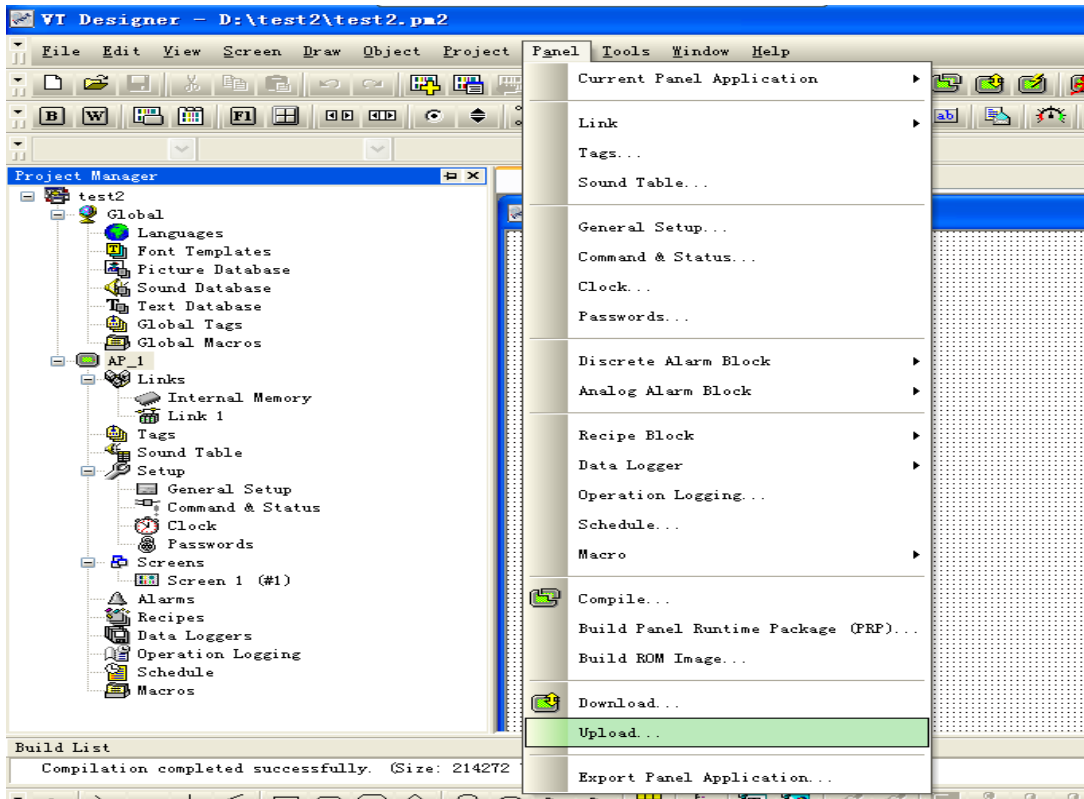 VT Designer - D:\test2\test2.pm2
File Edit View Screen Draw Object Project Panel Tools Window Help
B W F1 ab
Project Manager
test2
Global
Languages
Font Templates
Picture Database
Sound Database
Text Database
Global Tags
Global Macros
AP_1
Links
Internal Memory
Link 1
Tags
Sound Table
Setup
General Setup
Command & Status
Clock
Passwords
Screens
Screen 1 (#1)
Alarms
Recipes
Data Loggers
Operation Logging
Schedule
Macros
Build List
Compilation completed successfully. (Size: 214272
Current Panel Application
Link
Tags...
Sound Table...
General Setup...
Command & Status...
Clock...
Passwords...
Discrete Alarm Block
Analog Alarm Block
Recipe Block
Data Logger
Operation Logging...
Schedule...
Macro
Compile...
Build Panel Runtime Package (PRP)...
Build ROM Image...
Download...
Upload...
Export Panel Application...